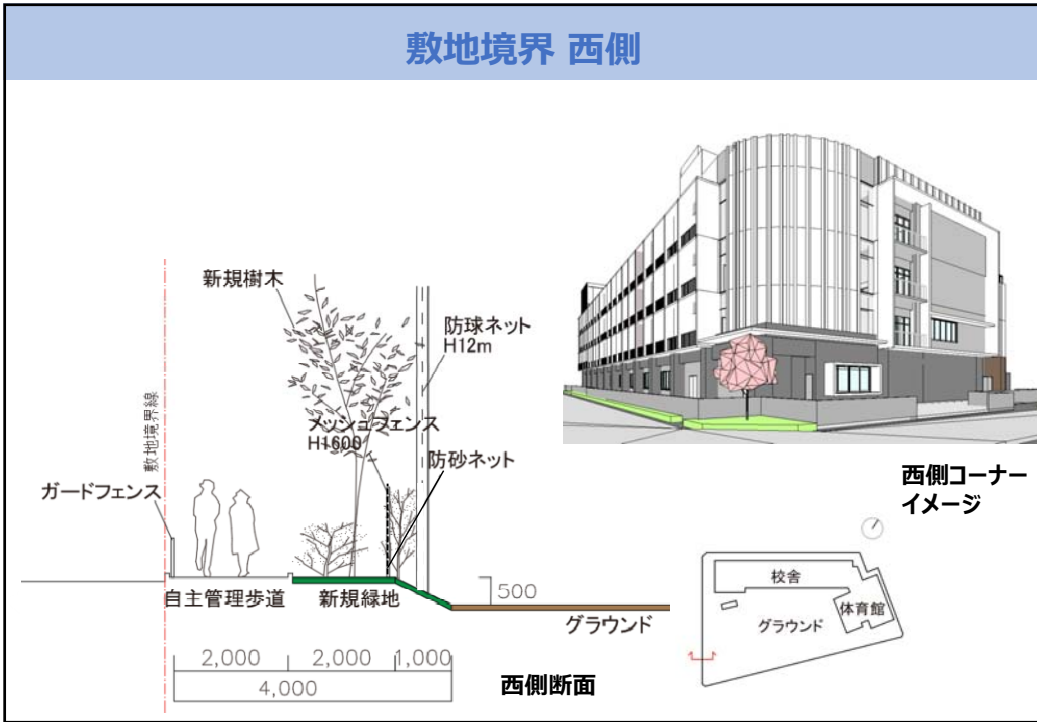 敷地境界 西側
新規樹木
防球ネット
H12m
敷地境界線
メッシュフェンス
H1600
防砂ネット
ガードフェンス
自主管理歩道
新規緑地
500
グラウンド
2,000
2,000
1,000
4,000
西側断面
西側コーナー
イメージ
校舎
体育館
グラウンド